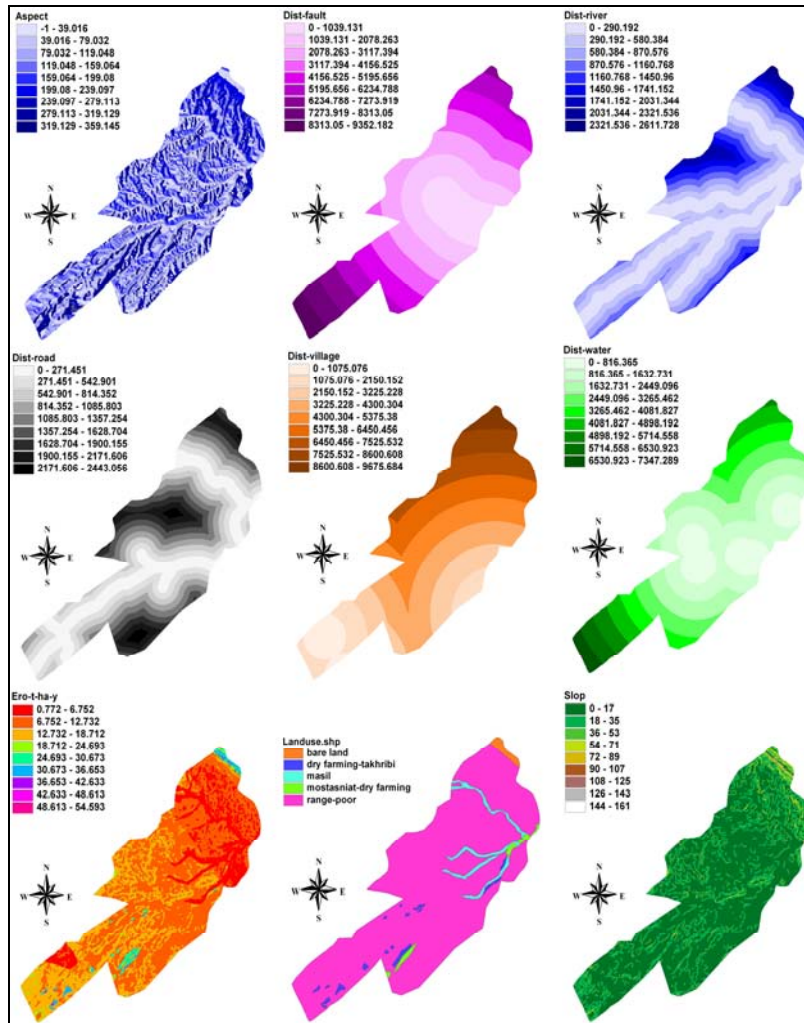 Aspect
-1 - 39.016
39.016 - 79.032
79.032 - 119.048
119.048 - 159.064
159.064 - 199.08
199.08 - 239.097
239.097 - 279.113
279.113 - 319.129
319.129 - 359.145
N
W E
S
Dist-fault
0 - 1039.131
1039.131 - 2078.263
2078.263 - 3117.394
3117.394 - 4156.525
4156.525 - 5195.656
5195.656 - 6234.788
6234.788 - 7273.919
7273.919 - 8313.05
8313.05 - 9352.182
N
W E
S
Dist-river
0 - 290.192
290.192 - 580.384
580.384 - 870.576
870.576 - 1160.768
1160.768 - 1450.96
1450.96 - 1741.152
1741.152 - 2031.344
2031.344 - 2321.536
2321.536 - 2611.728
N
W E
S
Dist-road
0 - 271.451
271.451 - 542.901
542.901 - 814.352
814.352 - 1085.803
1085.803 - 1357.254
1357.254 - 1628.704
1628.704 - 1900.155
1900.155 - 2171.606
2171.606 - 2443.056
N
W E
S
Dist-village
0 - 1075.076
1075.076 - 2150.152
2150.152 - 3225.228
3225.228 - 4300.304
4300.304 - 5375.38
5375.38 - 6450.456
6450.456 - 7525.532
7525.532 - 8600.608
8600.608 - 9675.684
N
W E
S
Dist-water
0 - 816.365
816.365 - 1632.731
1632.731 - 2449.096
2449.096 - 3265.462
3265.462 - 4081.827
4081.827 - 4898.192
4898.192 - 5714.558
5714.558 - 6530.923
6530.923 - 7347.289
N
W E
S
Ero-t-ha-y
0.772 - 6.752
6.752 - 12.732
12.732 - 18.712
18.712 - 24.693
24.693 - 30.673
30.673 - 36.653
36.653 - 42.633
42.633 - 48.613
48.613 - 54.593
N
W E
S
Landuse.shp
bare land
dry farming-takhribi
masil
mostasniat-dry farming
range-poor
N
W E
S
Slop
0 - 17
18 - 35
36 - 53
54 - 71
72 - 89
90 - 107
108 - 125
126 - 143
144 - 161
N
W E
S